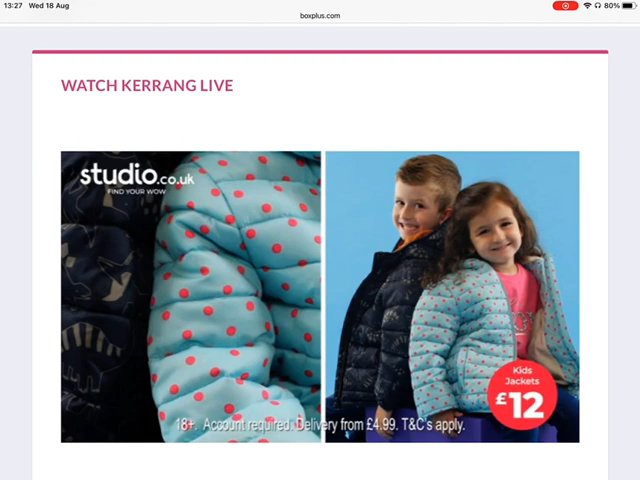 13:27 Wed 18 Aug
80%
boxplus.com
WATCH KERRANG LIVE
studio.co.uk
FIND YOUR WOW
Kids
Jackets
£12
18+. Account required. Delivery from £4.99. T&C's apply.